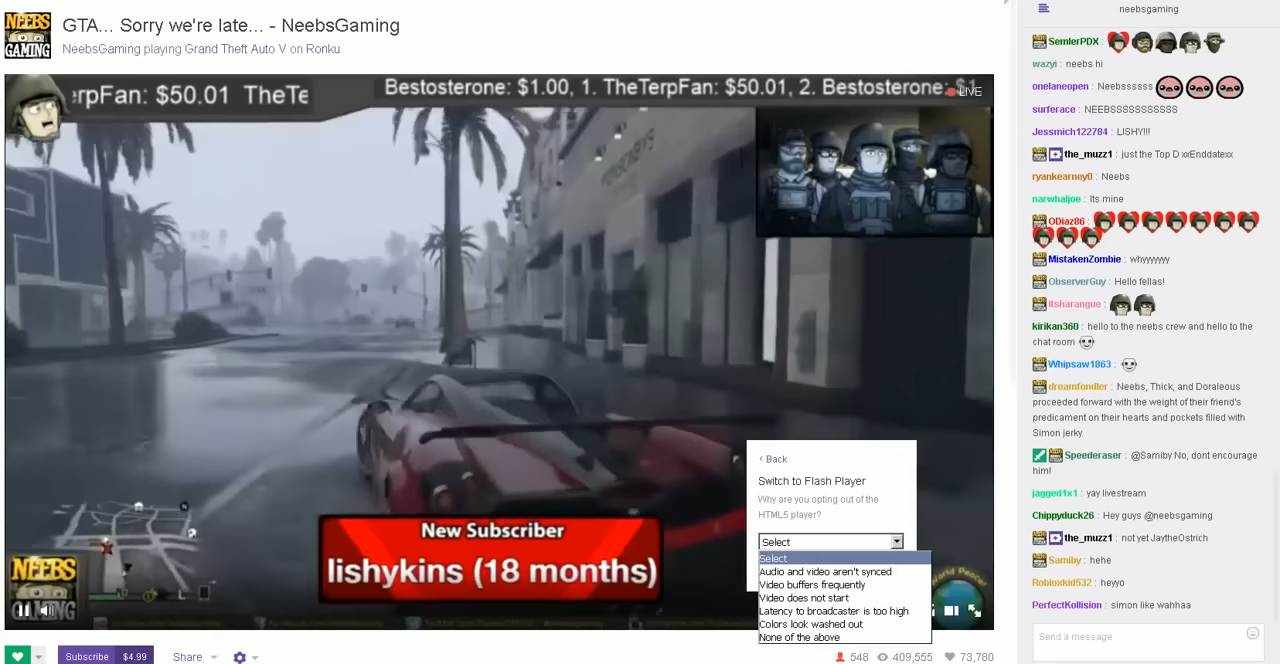 NEEBS
GAMING
GTA... Sorry we're late... - NeebsGaming
NeebsGaming playing Grand Theft Auto V on Ronku
erpFan: $50.01 TheTe
Bestosterone: $1.00, 1. TheTerpFan: $50.01, 2. Bestosterone: $1
LIVE
PONSONBYS
‹ Back
Switch to Flash Player
Why are you opting out of the
HTML5 player?
Select
Select
Audio and video aren't synced
Video buffers frequently
Video does not start
Latency to broadcaster is too high
Colors look washed out
None of the above
New Subscriber
lishykins (18 months)
NEEBS
GAMING
World Peace!
Subscribe $4.99
Share
548 409,555 73,780
neebsgaming
SemlerPDX :
wazyi : neebs hi
onelaneopen : Neebssssss
surferace : NEEBSSSSSSSSSSS
Jessmich122784 : LISHY!!!
the_muzz1 : just the Top D xxEnddatexx
ryankearney0 : Neebs
narwhaljoe : Its mine
ODiaz86 :
MistakenZombie : whyyyyyy
ObserverGuy : Hello fellas!
itsharangue :
kirikan360 : hello to the neebs crew and hello to the
chat room
Whipsaw1863 :
dreamfondler : Neebs, Thick, and Doraleous
proceeded forward with the weight of their friend's
predicament on their hearts and pockets filled with
Simon jerky.
Speederaser : @Samiby No, dont encourage
him!
jagged1x1 : yay livestream
Chippyduck26 : Hey guys @neebsgaming
the_muzz1 : not yet JaytheOstrich
Samiby : hehe
Robloxkid532 : heyyo
PerfectKollision : simon like wahhaa
Send a message